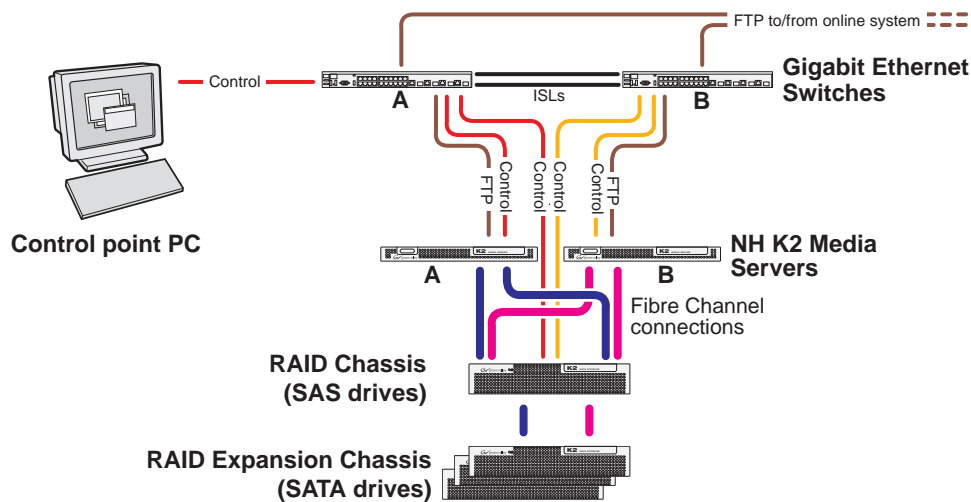 FTP to/from online system
Control
A
ISLs
B
Gigabit Ethernet
Switches
FTP
Control
Control
Control
Control
FTP
Control point PC
K2
A
K2
B
NH K2 Media
Servers
Fibre Channel
connections
RAID Chassis
(SAS drives)
K2
RAID Expansion Chassis
(SATA drives)
K2